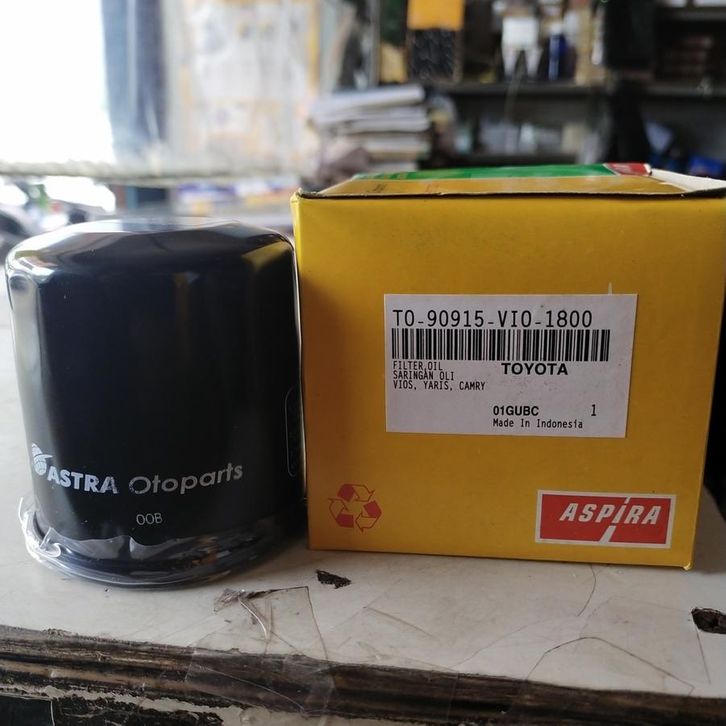 ASTRA Otoparts
00B
TO-90915-VIO-1800
FILTER,OIL
TOYOTA
SARINGAN OLI
VIOS, YARIS, CAMRY
01GUBC 1
Made In Indonesia
ASPIRA